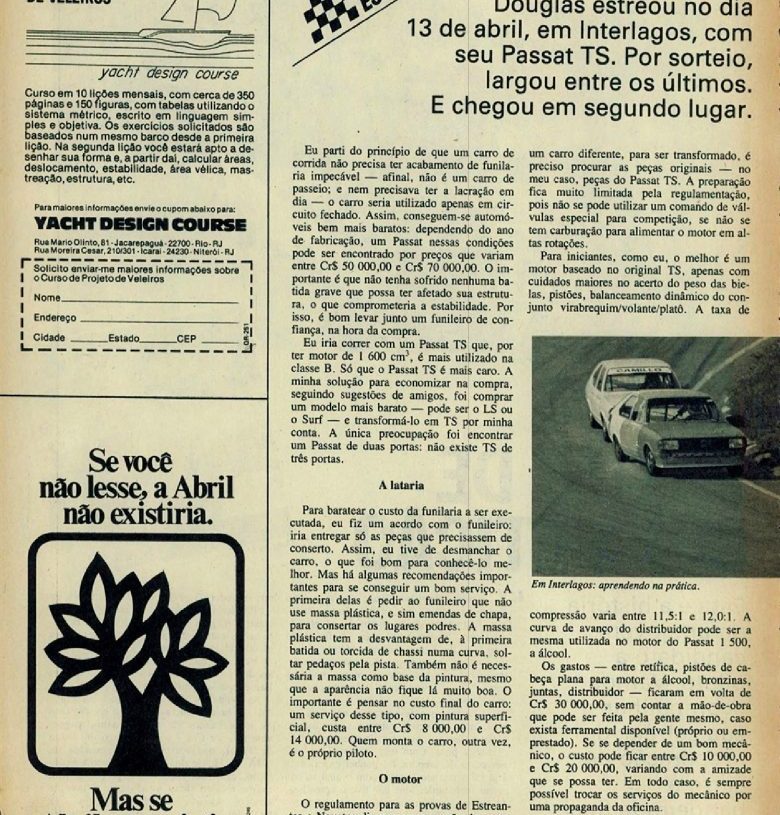 DE VELEIROS
yacht design course
Curso em 10 lições mensais, com cerca de 350
páginas e 150 figuras, com tabelas utilizando o
sistema métrico, escrito em linguagem sim-
ples e objetiva. Os exercícios solicitados são
baseados num mesmo barco desde a primeira
lição. Na segunda lição você estará apto a de-
senhar sua forma e, a partir daí, calcular áreas,
deslocamento, estabilidade, área vélica, mas-
treação, estrutura, etc.
Para maiores informações envie o cupom abaixo para:
YACHT DESIGN COURSE
Rua Mario Olinto, 81 - Jacarepaguá - 22700 - Rio - RJ
Rua Moreira Cesar, 210/301 - Icaraí - 24230 - Niterói - RJ
Solicito enviar-me maiores informações sobre
o Curso de Projeto de Veleiros
Nome
Endereço
Cidade Estado CEP
QR-251
Se você
não lesse, a Abril
não existiria.
Mas se
Douglas estreou no dia
13 de abril, em Interlagos, com
seu Passat TS. Por sorteio,
largou entre os últimos.
E chegou em segundo lugar.
Eu parti do princípio de que um carro de
corrida não precisa ter acabamento de funila-
ria impecável — afinal, não é um carro de
passeio; e nem precisava ter a lacração em
dia — o carro seria utilizado apenas em cir-
cuito fechado. Assim, conseguem-se automó-
veis bem mais baratos: dependendo do ano
de fabricação, um Passat nessas condições
pode ser encontrado por preços que variam
entre Cr$ 50 000,00 e Cr$ 70 000,00. O im-
portante é que não tenha sofrido nenhuma ba-
tida grave que possa ter afetado sua estrutu-
ra, o que comprometeria a estabilidade. Por
isso, é bom levar junto um funileiro de con-
fiança, na hora da compra.
Eu iria correr com um Passat TS que, por
ter motor de 1 600 cm³, é mais utilizado na
classe B. Só que o Passat TS é mais caro. A
minha solução para economizar na compra,
seguindo sugestões de amigos, foi comprar
um modelo mais barato — pode ser o LS ou
o Surf — e transformá-lo em TS por minha
conta. A única preocupação foi encontrar
um Passat de duas portas: não existe TS de
três portas.
A lataria
Para baratear o custo da funilaria a ser exe-
cutada, eu fiz um acordo com o funileiro:
iria entregar só as peças que precisassem de
conserto. Assim, eu tive de desmanchar o
carro, o que foi bom para conhecê-lo me-
lhor. Mas há algumas recomendações impor-
tantes para se conseguir um bom serviço. A
primeira delas é pedir ao funileiro que não
use massa plástica, e sim emendas de chapa,
para consertar os lugares podres. A massa
plástica tem a desvantagem de, à primeira
batida ou torcida de chassi numa curva, sol-
tar pedaços pela pista. Também não é neces-
sária a massa como base da pintura, mesmo
que a aparência não fique lá muito boa. O
importante é pensar no custo final do carro:
um serviço desse tipo, com pintura superfi-
cial, custa entre Cr$ 8 000,00 e Cr$
14 000,00. Quem monta o carro, outra vez,
é o próprio piloto.
O motor
O regulamento para as provas de Estrean-
um carro diferente, para ser transformado, é
preciso procurar as peças originais — no
meu caso, peças do Passat TS. A preparação
fica muito limitada pela regulamentação,
pois não se pode utilizar um comando de vál-
vulas especial para competição, se não se
tem carburação para alimentar o motor em al-
tas rotações.
Para iniciantes, como eu, o melhor é um
motor baseado no original TS, apenas com
cuidados maiores no acerto do peso das bie-
las, pistões, balanceamento dinâmico do con-
junto virabrequim/volante/platô. A taxa de
CAMILLO
Em Interlagos: aprendendo na prática.
compressão varia entre 11,5:1 e 12,0:1. A
curva de avanço do distribuidor pode ser a
mesma utilizada no motor do Passat 1 500,
a álcool.
Os gastos — entre retífica, pistões de ca-
beça plana para motor a álcool, bronzinas,
juntas, distribuidor — ficaram em volta de
Cr$ 30 000,00, sem contar a mão-de-obra
que pode ser feita pela gente mesmo, caso
exista ferramental disponível (próprio ou em-
prestado). Se se depender de um bom mecâ-
nico, o custo pode ficar entre Cr$ 10 000,00
e Cr$ 20 000,00, variando com a amizade
que se possa ter. Em todo caso, é sempre
possível trocar os serviços do mecânico por
uma propaganda da oficina.